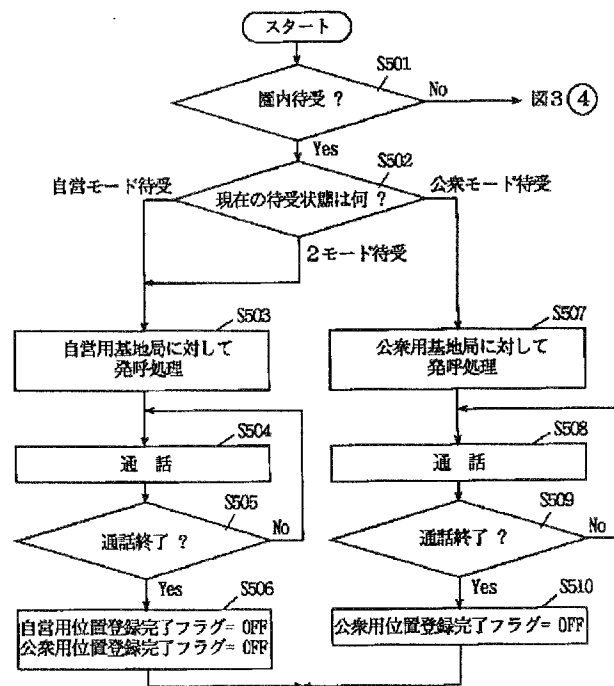 スタート
S501
圏内待受 ?
No
図3 ④
Yes
S502
自営モード待受
現在の待受状態は何 ?
公衆モード待受
2モード待受
S503
自営用基地局に対して
発呼処理
S507
公衆用基地局に対して
発呼処理
S504
通 話
S508
通 話
S505
通話終了 ?
No
S509
通話終了 ?
No
Yes
S506
自営用位置登録完了フラグ= OFF
公衆用位置登録完了フラグ= OFF
Yes
S510
公衆用位置登録完了フラグ= OFF